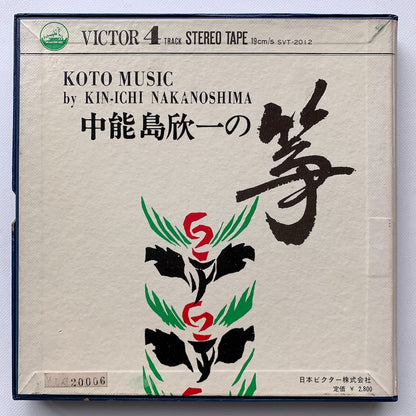 VICTOR 4 TRACK STEREO TAPE 19cm/s SVT-2012
KOTO MUSIC
by KIN-ICHI NAKANOSHIMA
中能島欣一の
箏
20006
日本ビクター株式会社
定価 ¥ 2,800